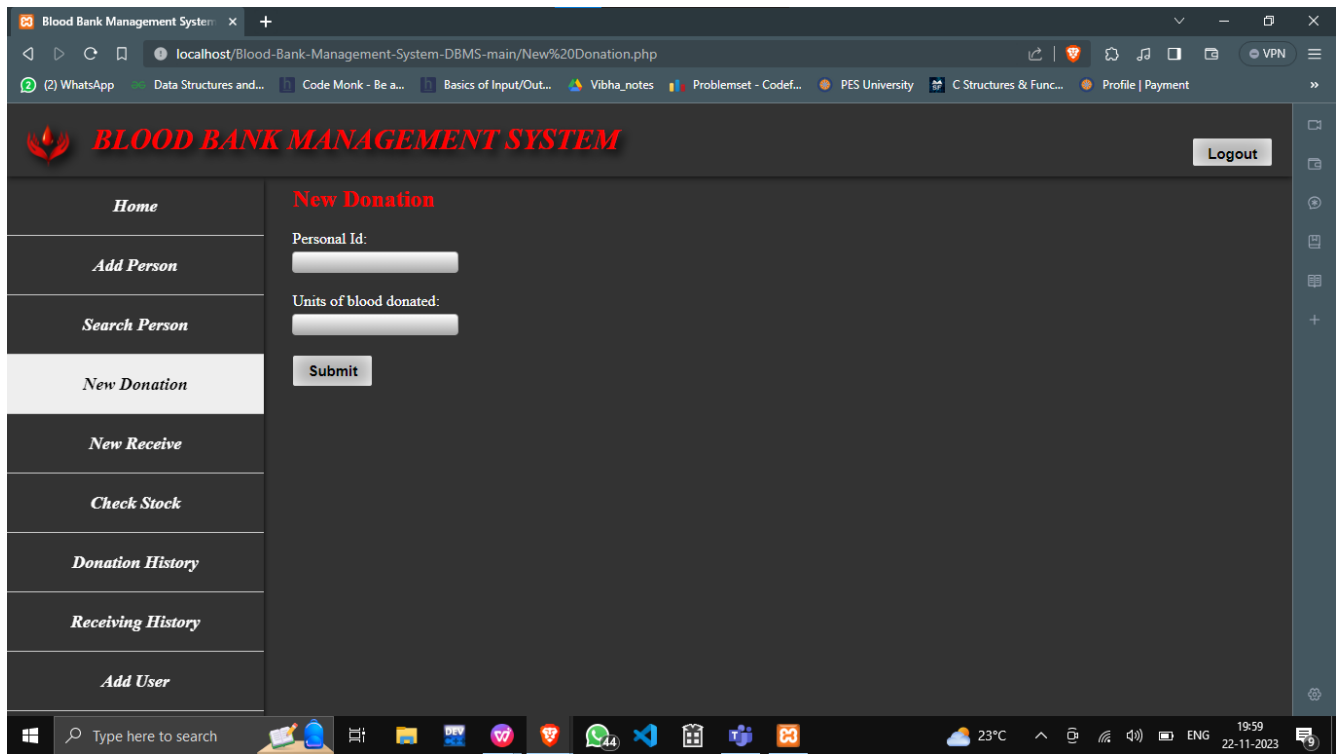 Blood Bank Management System
localhost/Blood-Bank-Management-System-DBMS-main/New%20Donation.php
VPN
(2) WhatsApp
Data Structures and...
Code Monk - Be a...
Basics of Input/Out...
Vibha_notes
Problemset - Codef...
PES University
C Structures & Func...
Profile | Payment
»
BLOOD BANK MANAGEMENT SYSTEM
Logout
Home
Add Person
Search Person
New Donation
New Receive
Check Stock
Donation History
Receiving History
Add User
New Donation
Personal Id:
Units of blood donated:
Submit
Type here to search
DEV
44
23°C
ENG
19:59
22-11-2023
9